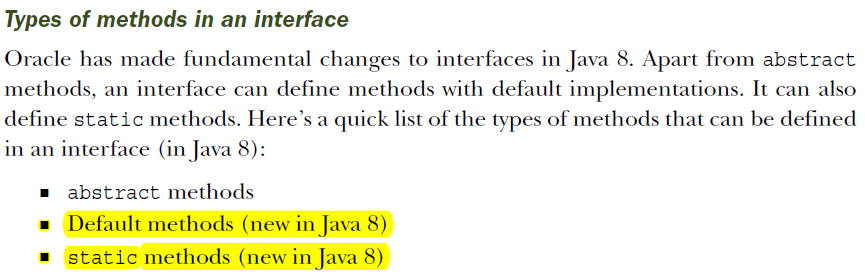 Types of methods in an interface
Oracle has made fundamental changes to interfaces in Java 8. Apart from abstract
methods, an interface can define methods with default implementations. It can also
define static methods. Here's a quick list of the types of methods that can be defined
in an interface (in Java 8):
■ abstract methods
■ Default methods (new in Java 8)
■ static methods (new in Java 8)